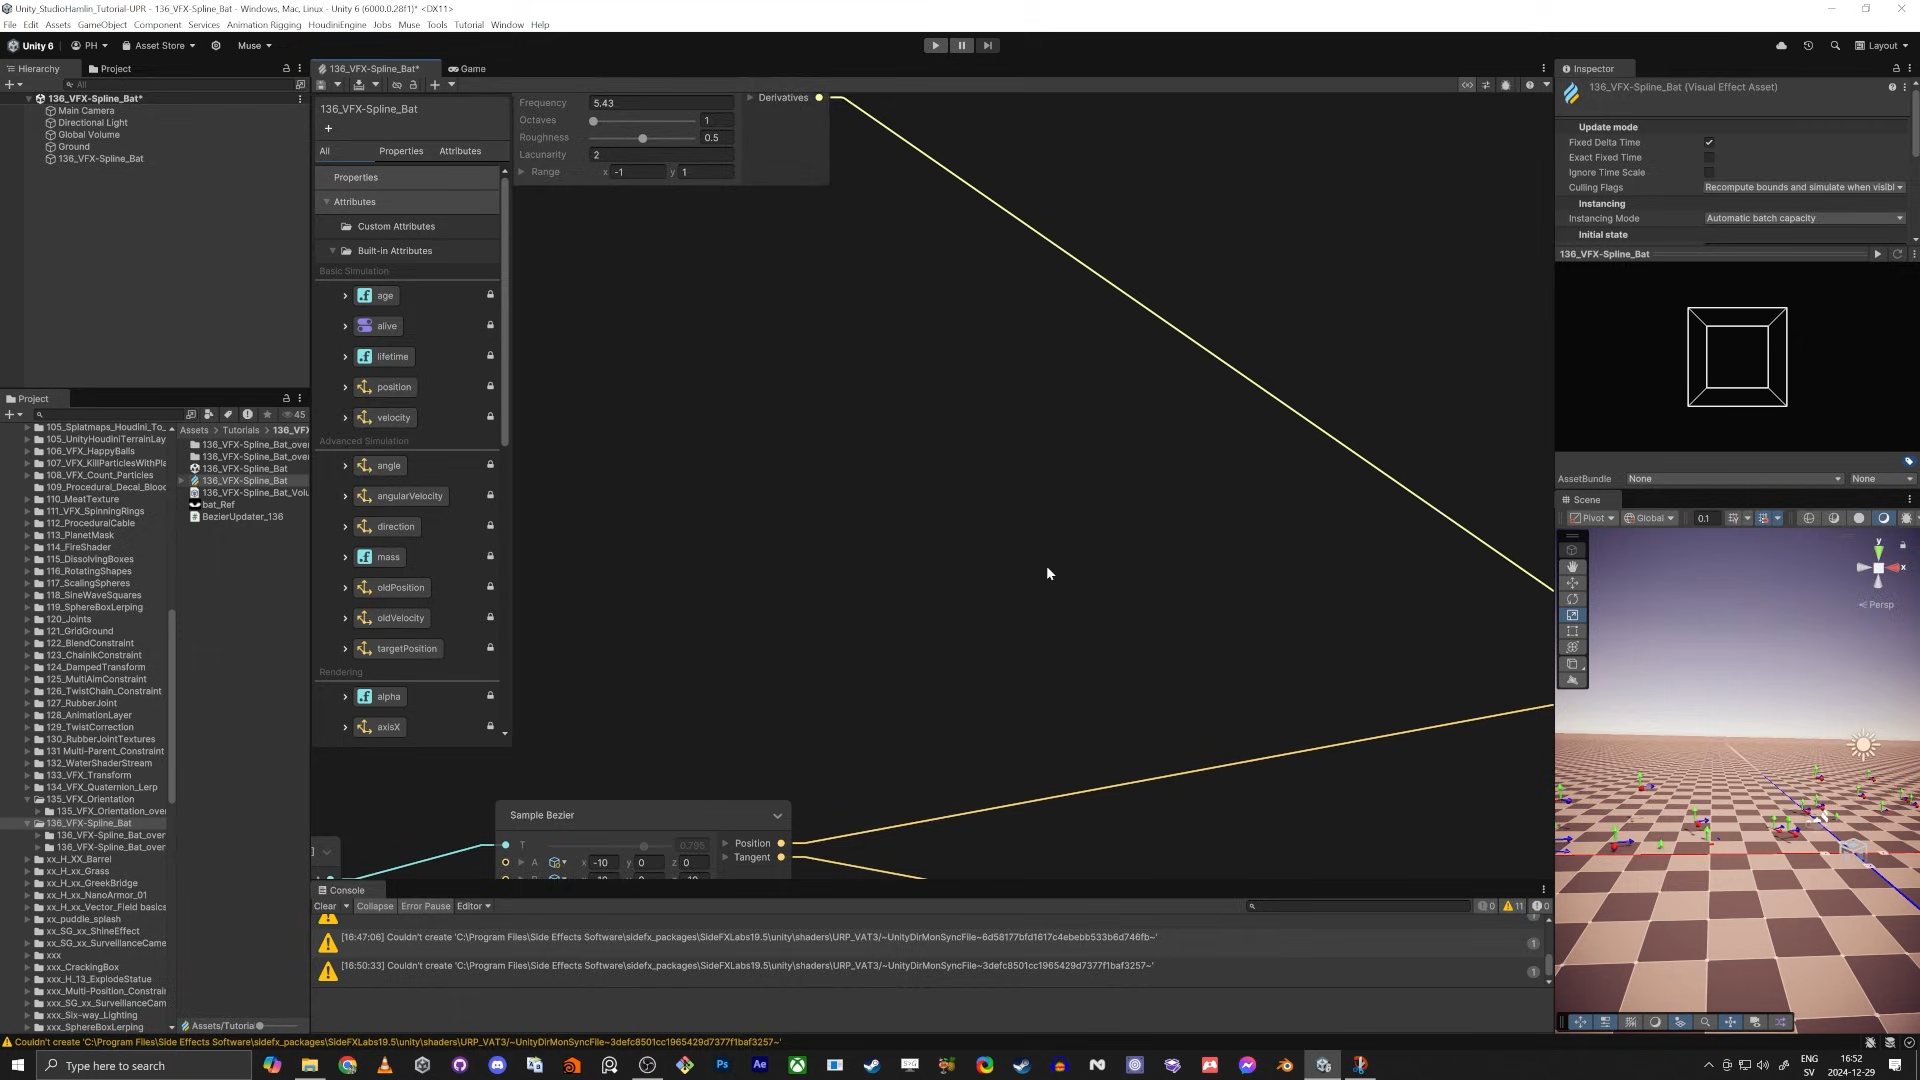 Unity_StudioHamlin_Tutorial-UPR - 136_VFX-Spline_Bat - Windows, Mac, Linux - Unity 6 (6000.0.28f1)* <DX11>
File Edit Assets GameObject Component Services Animation Rigging HoudiniEngine Jobs Muse Tools Tutorial Window Help
Unity 6 PH Asset Store Muse Layout
Hierarchy Project
All
136_VFX-Spline_Bat*
Main Camera
Directional Light
Global Volume
Ground
136_VFX-Spline_Bat
Project
45
105_Splatmaps_Houdini_To_
105_UnityHoudiniTerrainLay
106_VFX_HappyBalls
107_VFX_KillParticlesWithPla
108_VFX_Count_Particles
109_Procedural_Decal_Blood
110_MeatTexture
111_VFX_SpinningRings
112_ProceduralCable
113_PlanetMask
114_FireShader
115_DissolvingBoxes
116_RotatingShapes
117_ScalingSpheres
118_SineWaveSquares
119_SphereBoxLerping
120_Joints
121_GridGround
122_BlendConstraint
123_ChainIkConstraint
124_DampedTransform
125_MultiAimConstraint
126_TwistChain_Constraint
127_RubberJoint
128_AnimationLayer
129_TwistCorrection
130_RubberJointTextures
131 Multi-Parent_Constraint
132_WaterShaderStream
133_VFX_Transform
134_VFX_Quaternion_Lerp
135_VFX_Orientation
135_VFX_Orientation_over
136_VFX-Spline_Bat
136_VFX-Spline_Bat_over
136_VFX-Spline_Bat_over
xx_H_XX_Barrel
xx_H_xx_Grass
xx_H_xx_GreekBridge
xx_H_xx_NanoArmor_01
xx_H_xx_Vector_Field basics
xx_puddle_splash
xx_SG_xx_ShineEffect
xx_SG_xx_SurveillanceCame
xxx
xxx_CrackingBox
xxx_H_13_ExplodeStatue
xxx_Multi-Position_Constrain
xxx_SG_xx_SurveillanceCam
xxx_Six-way_Lighting
xxx_SphereBoxLerping
Assets Tutorials 136_VF
136_VFX-Spline_Bat_over
136_VFX-Spline_Bat_over
136_VFX-Spline_Bat
136_VFX-Spline_Bat
136_VFX-Spline_Bat_Volu
bat_Ref
BezierUpdater_136
Assets/Tutoria
136_VFX-Spline_Bat* Game
136_VFX-Spline_Bat
+
All Properties Attributes
Properties
Attributes
Custom Attributes
Built-in Attributes
Basic Simulation
age
alive
lifetime
position
velocity
Advanced Simulation
angle
angularVelocity
direction
mass
oldPosition
oldVelocity
targetPosition
Rendering
alpha
axisX
Frequency 5.43 Derivatives
Octaves 1
Roughness 0.5
Lacunarity 2
Range x -1 y 1
Sample Bezier
T 0.795 Position
A x -10 y 0 z 0 Tangent
Console
Clear Collapse Error Pause Editor 0 11 0
[16:47:06] Couldn't create 'C:\Program Files\Side Effects Software\sidefx_packages\SideFXLabs19.5\unity\shaders\URP_VAT3/~UnityDirMonSyncFile~6d58177bfd1617c4ebebb533b6d746fb~' 1
[16:50:33] Couldn't create 'C:\Program Files\Side Effects Software\sidefx_packages\SideFXLabs19.5\unity\shaders\URP_VAT3/~UnityDirMonSyncFile~3defc8501cc1965429d7377f1baf3257~' 1
Inspector
136_VFX-Spline_Bat (Visual Effect Asset)
Update mode
Fixed Delta Time
Exact Fixed Time
Ignore Time Scale
Culling Flags Recompute bounds and simulate when visibl
Instancing
Instancing Mode Automatic batch capacity
Initial state
136_VFX-Spline_Bat
AssetBundle None None
Scene
Pivot Global 0.1
y
x
Persp
Couldn't create 'C:\Program Files\Side Effects Software\sidefx_packages\SideFXLabs19.5\unity\shaders\URP_VAT3/~UnityDirMonSyncFile~3defc8501cc1965429d7377f1baf3257~'
Type here to search
ENG 16:52
SV 2024-12-29